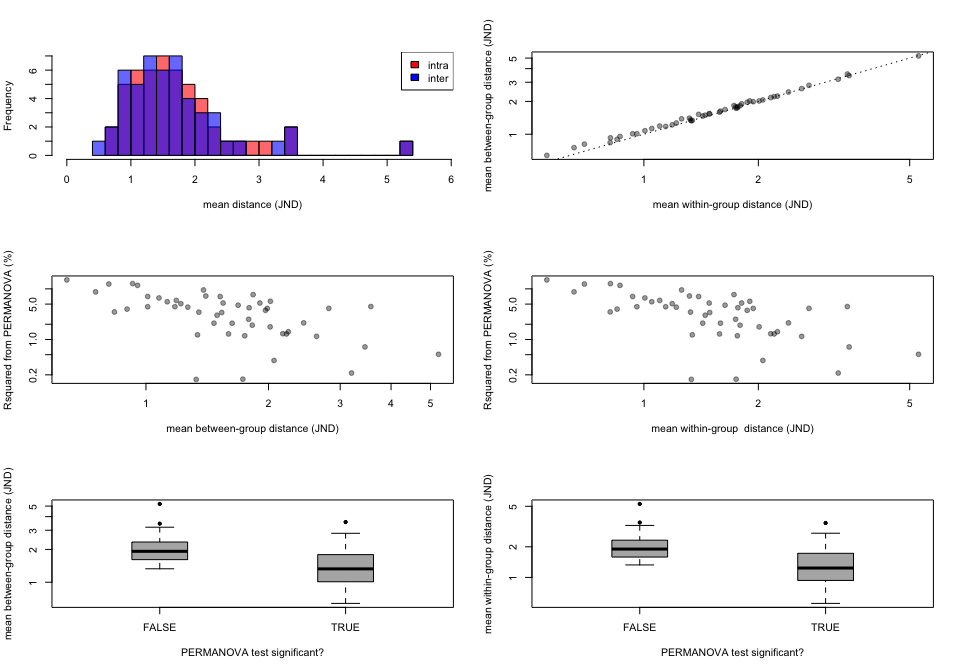 Frequency
0 2 4 6
0 1 2 3 4 5 6
mean distance (JND)
intra
inter
mean between-group distance (JND)
1 2 3 5
1 2 5
mean within-group distance (JND)
Rsquared from PERMANOVA (%)
0.2 1.0 5.0
1 2 3 4 5
mean between-group distance (JND)
Rsquared from PERMANOVA (%)
0.2 1.0 5.0
1 2 5
mean within-group distance (JND)
mean between-group distance (JND)
1 2 3 5
FALSE TRUE
PERMANOVA test significant?
mean within-group distance (JND)
1 2 5
FALSE TRUE
PERMANOVA test significant?